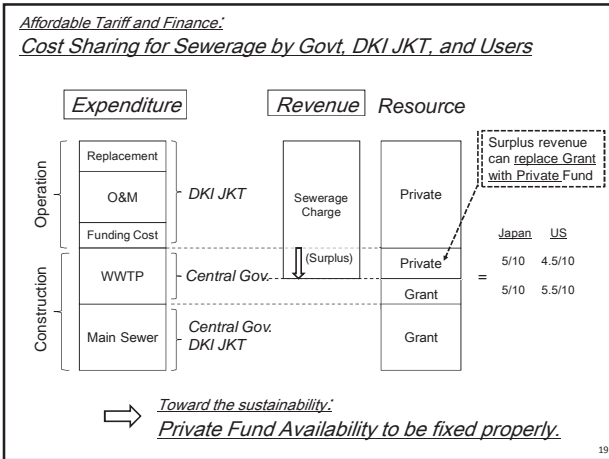 Affordable Tariff and Finance:
Cost Sharing for Sewerage by Govt, DKI JKT, and Users
Expenditure
Revenue
Resource
Surplus revenue
can replace Grant
with Private Fund
Operation
Replacement
O&M
Funding Cost
DKI JKT
Sewerage
Charge
(Surplus)
Private
Private
Grant
Grant
Construction
WWTP
Main Sewer
Central Gov.
Central Gov.
DKI JKT
Japan US
= 5/10 4.5/10
5/10 5.5/10
Toward the sustainability:
Private Fund Availability to be fixed properly.
19